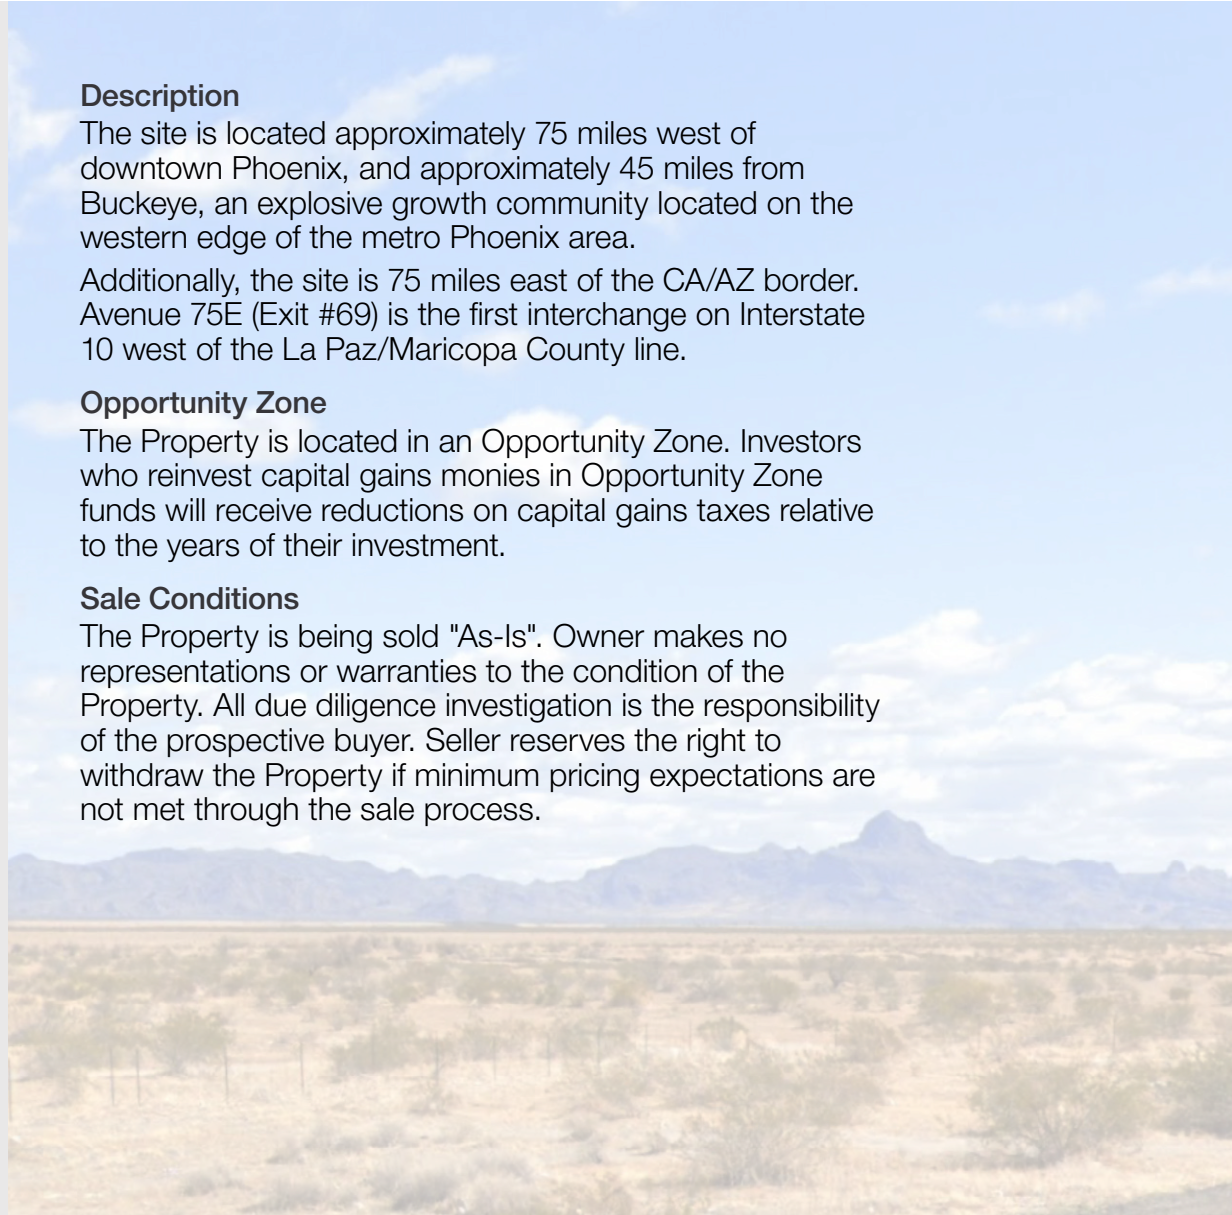 Description
The site is located approximately 75 miles west of
downtown Phoenix, and approximately 45 miles from
Buckeye, an explosive growth community located on the
western edge of the metro Phoenix area.
Additionally, the site is 75 miles east of the CA/AZ border.
Avenue 75E (Exit #69) is the first interchange on Interstate
10 west of the La Paz/Maricopa County line.
Opportunity Zone
The Property is located in an Opportunity Zone. Investors
who reinvest capital gains monies in Opportunity Zone
funds will receive reductions on capital gains taxes relative
to the years of their investment.
Sale Conditions
The Property is being sold "As-Is". Owner makes no
representations or warranties to the condition of the
Property. All due diligence investigation is the responsibility
of the prospective buyer. Seller reserves the right to
withdraw the Property if minimum pricing expectations are
not met through the sale process.